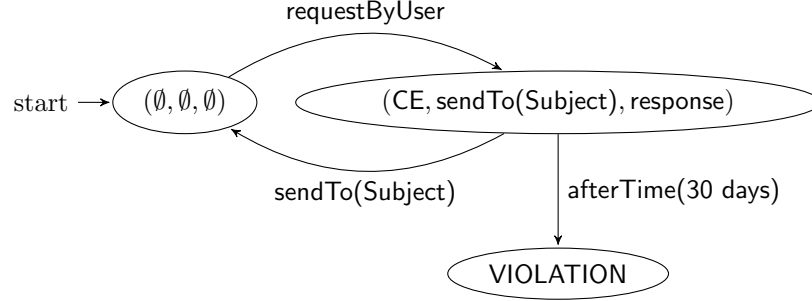 requestByUser
start
(∅, ∅, ∅)
(CE, sendTo(Subject), response)
sendTo(Subject)
afterTime(30 days)
VIOLATION